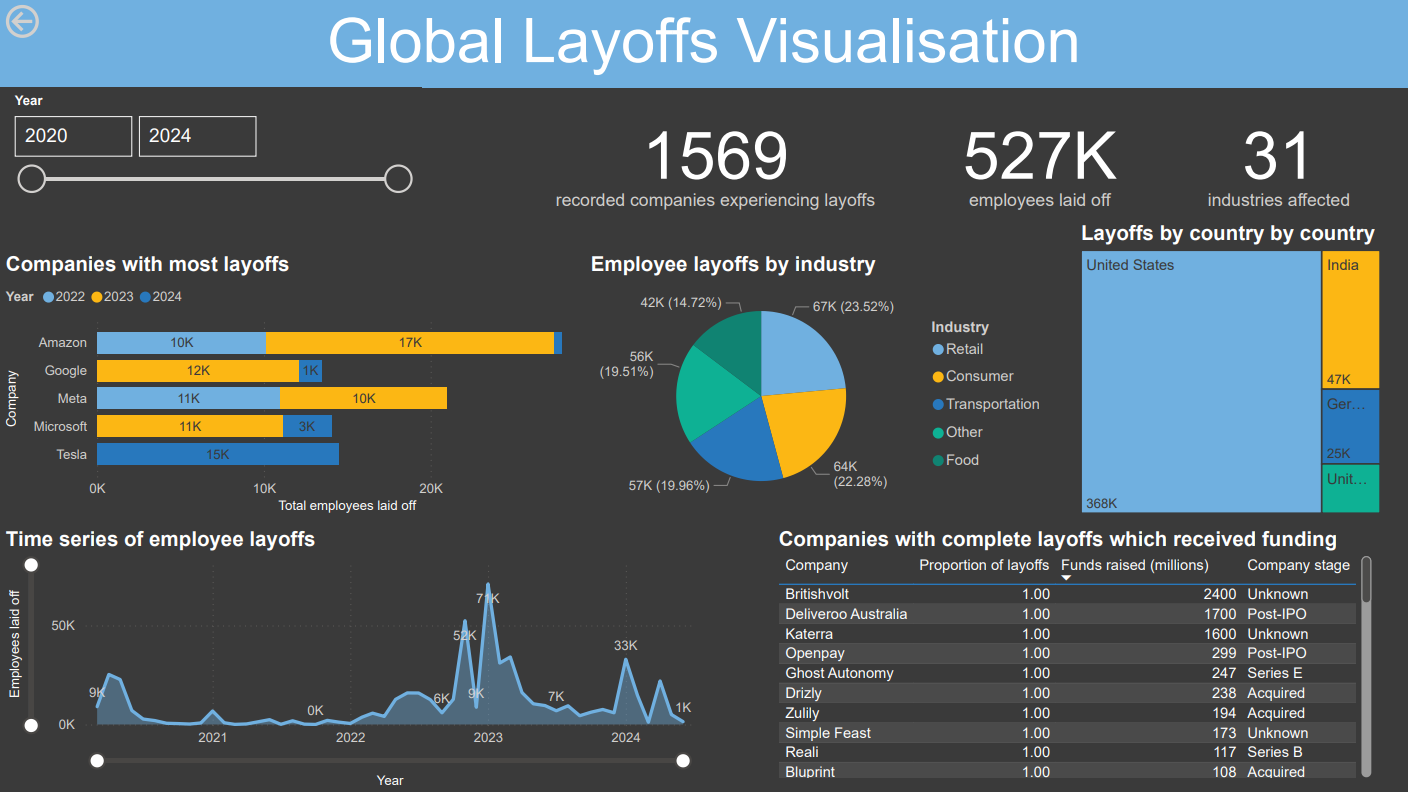 Global Layoffs Visualisation
Year
2020 2024
1569
recorded companies experiencing layoffs
527K
employees laid off
31
industries affected
Companies with most layoffs
Year 2022 2023 2024
Company
Amazon 10K 17K
Google 12K 1K
Meta 11K 10K
Microsoft 11K 3K
Tesla 15K
0K 10K 20K
Total employees laid off
Employee layoffs by industry
42K (14.72%)
67K (23.52%)
56K
(19.51%)
57K (19.96%)
64K
(22.28%)
Industry
Retail
Consumer
Transportation
Other
Food
Layoffs by country by country
United States
368K
India
47K
Ger...
25K
Unit...
Time series of employee layoffs
Employees laid off
50K
0K
9K
0K
6K
52K
9K
71K
7K
33K
1K
2021 2022 2023 2024
Year
Companies with complete layoffs which received funding
Company Proportion of layoffs Funds raised (millions) Company stage
Britishvolt 1.00 2400 Unknown
Deliveroo Australia 1.00 1700 Post-IPO
Katerra 1.00 1600 Unknown
Openpay 1.00 299 Post-IPO
Ghost Autonomy 1.00 247 Series E
Drizly 1.00 238 Acquired
Zulily 1.00 194 Acquired
Simple Feast 1.00 173 Unknown
Reali 1.00 117 Series B
Bluprint 1.00 108 Acquired